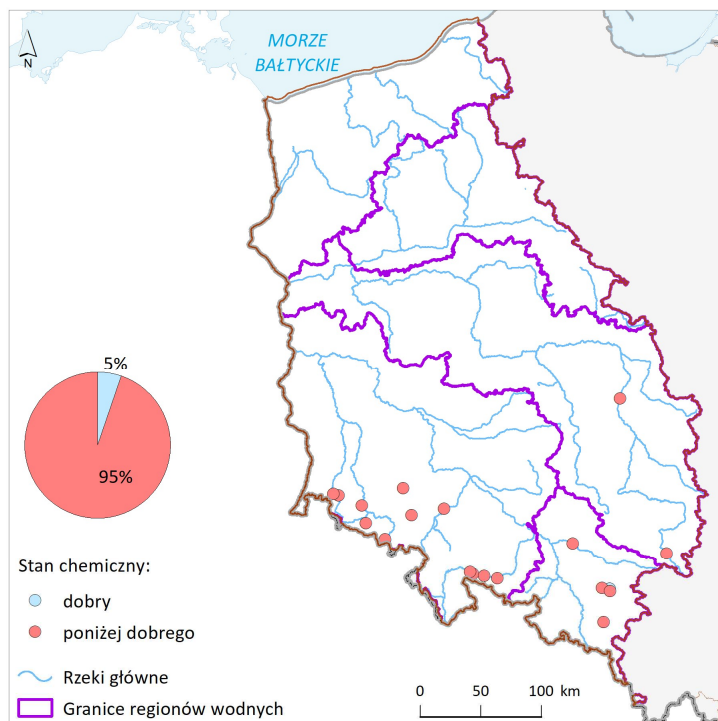 MORZE
BAŁTYCKIE
N
5%
95%
Stan chemiczny:
dobry
poniżej dobrego
Rzeki główne
Granice regionów wodnych
0 50 100 km